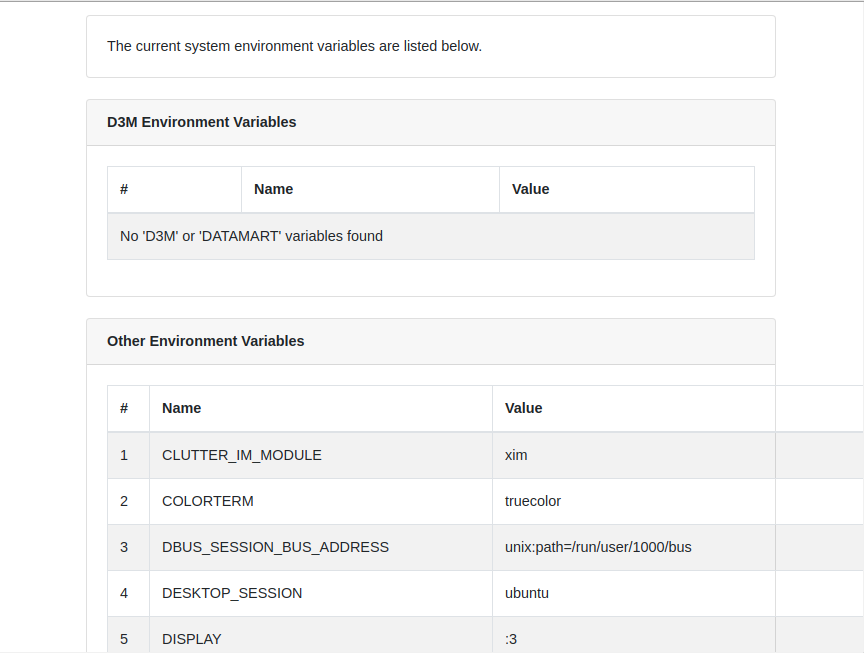 The current system environment variables are listed below.
D3M Environment Variables
# Name Value
No 'D3M' or 'DATAMART' variables found
Other Environment Variables
# Name Value
1 CLUTTER_IM_MODULE xim
2 COLORTERM truecolor
3 DBUS_SESSION_BUS_ADDRESS unix:path=/run/user/1000/bus
4 DESKTOP_SESSION ubuntu
5 DISPLAY :3